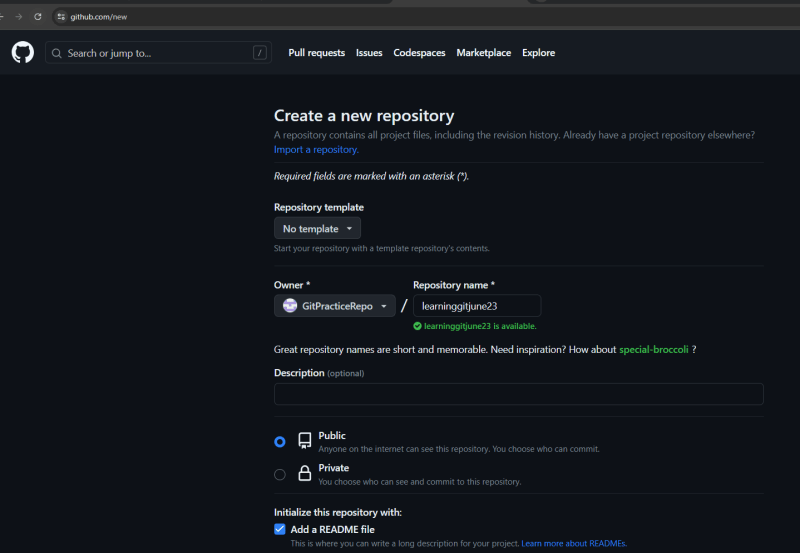 github.com/new
Search or jump to... /
Pull requests Issues Codespaces Marketplace Explore
Create a new repository
A repository contains all project files, including the revision history. Already have a project repository elsewhere?
Import a repository.
Required fields are marked with an asterisk (*).
Repository template
No template
Start your repository with a template repository's contents.
Owner * Repository name *
GitPracticeRepo / learninggitjune23
learninggitjune23 is available.
Great repository names are short and memorable. Need inspiration? How about special-broccoli ?
Description (optional)
Public
Anyone on the internet can see this repository. You choose who can commit.
Private
You choose who can see and commit to this repository.
Initialize this repository with:
Add a README file
This is where you can write a long description for your project. Learn more about READMEs.